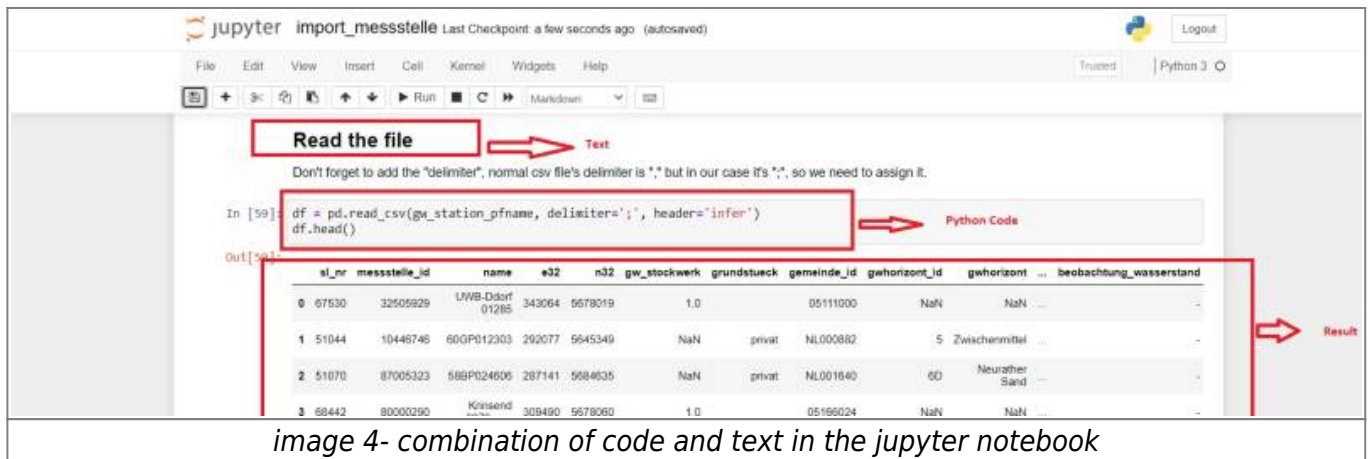 jupyter import_messstelle Last Checkpoint: a few seconds ago (autosaved)
Logout
File Edit View Insert Cell Kernel Widgets Help
Trusted Python 3
Run Markdown
Read the file
Text
Don't forget to add the "delimiter", normal csv file's delimiter is "," but in our case it's ";", so we need to assign it.
In [59]: df = pd.read_csv(gw_station_pfname, delimiter=';', header='infer')
df.head()
Python Code
Out[59]:
sl_nr messstelle_id name e32 n32 gw_stockwerk grundstueck gemeinde_id gwhorizont_id gwhorizont ... beobachtung_wasserstand
0 67530 32505929 UWB-Ddorf 01285 343064 5678019 1.0 05111000 NaN NaN ... -
1 51044 10446746 60GP012303 292077 5645349 NaN privat NL000882 5 Zwischenmittel ... -
2 51070 87005323 58BP024606 287141 5684635 NaN privat NL001640 6D Neurather Sand ... -
3 68442 80000290 Krinsend 309490 5678060 1.0 05166024 NaN NaN ... -
Result
image 4- combination of code and text in the jupyter notebook